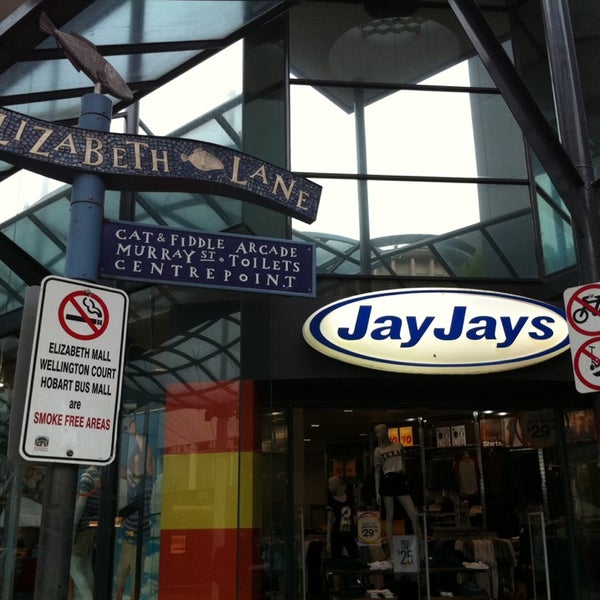 ELIZABETH LANE
CAT & FIDDLE ARCADE
MURRAY ST • TOILETS
CENTREPOINT
ELIZABETH MALL
WELLINGTON COURT
HOBART BUS MALL
are
SMOKE FREE AREAS
JayJays
$25